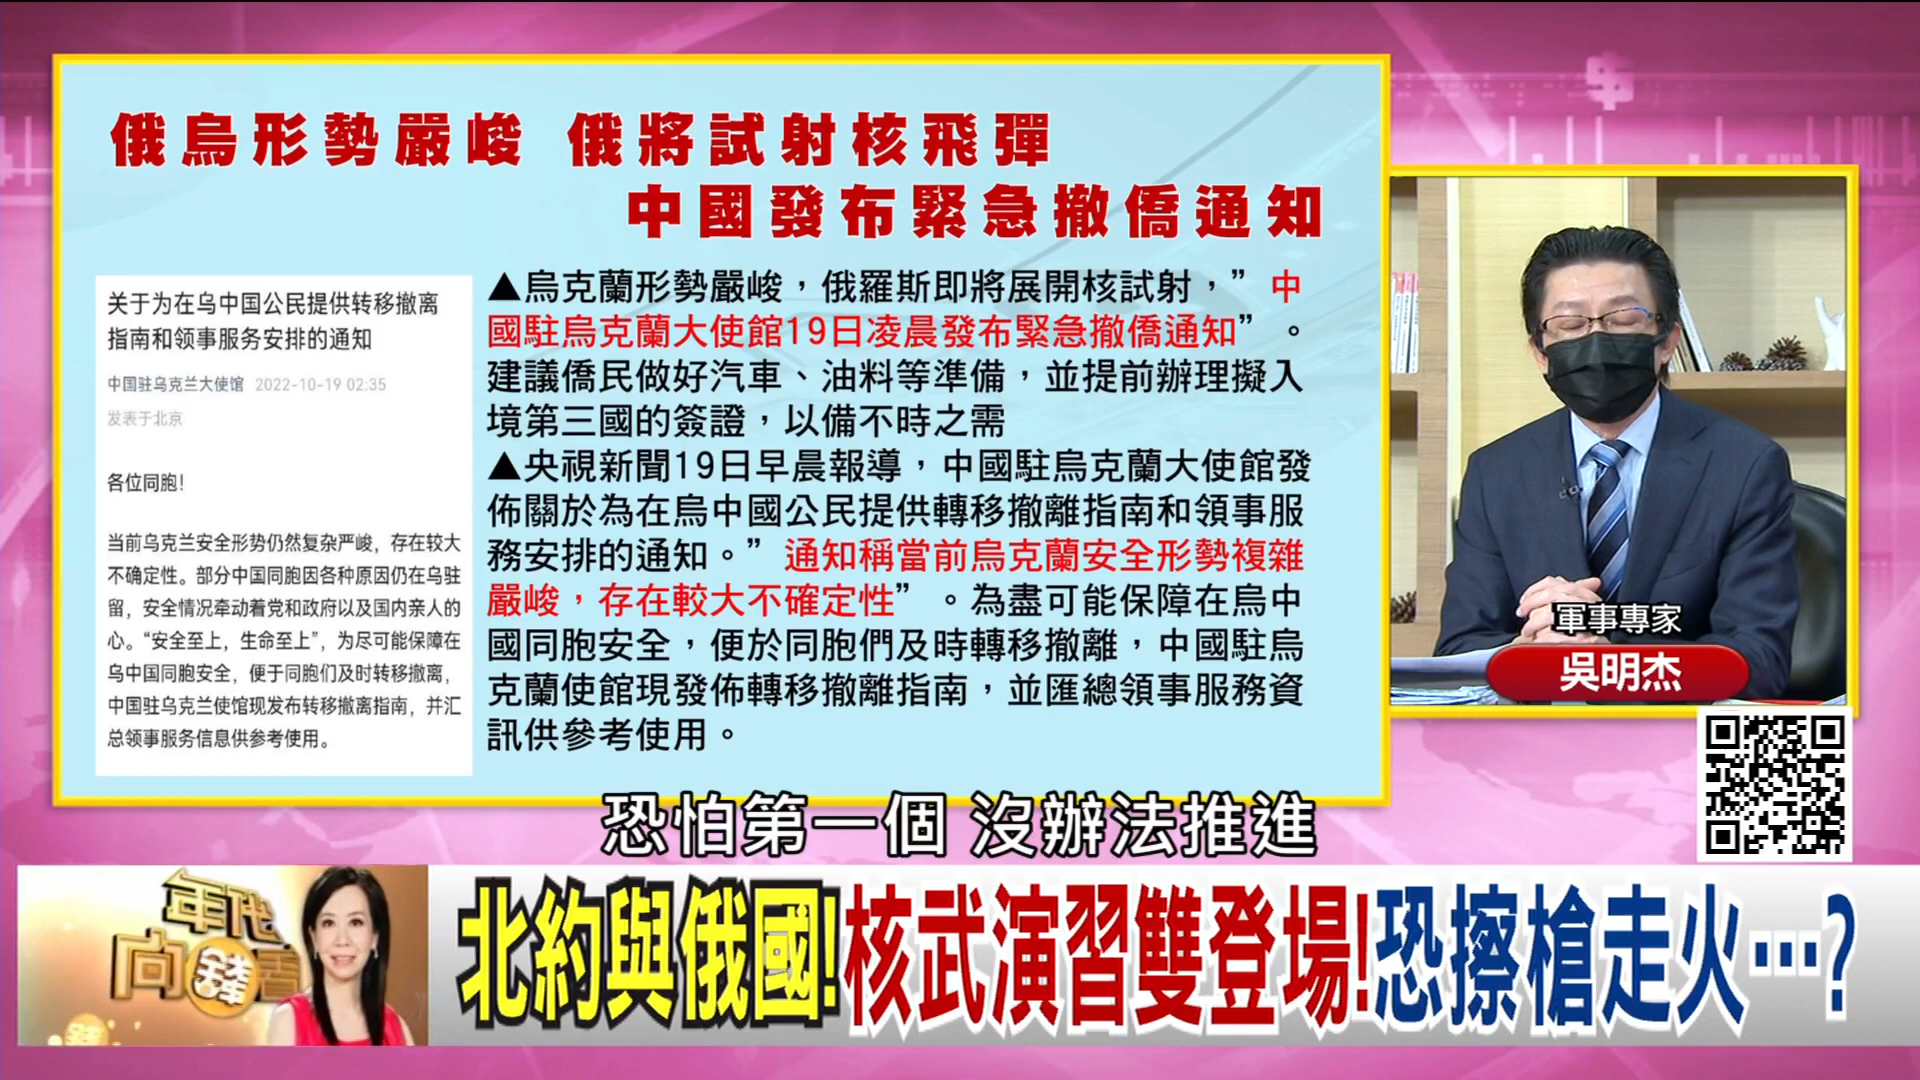 俄烏形勢嚴峻 俄將試射核飛彈
中國發布緊急撤僑通知
关于为在乌中国公民提供转移撤离
指南和领事服务安排的通知
中国驻乌克兰大使馆 2022-10-19 02:35
发表于北京
各位同胞!
当前乌克兰安全形势仍然复杂严峻，存在较大
不确定性。部分中国同胞因各种原因仍在乌驻
留，安全情况牵动着党和政府以及国内亲人的
心。“安全至上，生命至上”，为尽可能保障在
乌中国同胞安全，便于同胞们及时转移撤离，
中国驻乌克兰使馆现发布转移撤离指南，并汇
总领事服务信息供参考使用。
▲烏克蘭形勢嚴峻，俄羅斯即將展開核試射，”中
國駐烏克蘭大使館19日凌晨發布緊急撤僑通知”。
建議僑民做好汽車、油料等準備，並提前辦理擬入
境第三國的簽證，以備不時之需
▲央視新聞19日早晨報導，中國駐烏克蘭大使館發
佈關於為在烏中國公民提供轉移撤離指南和領事服
務安排的通知。”通知稱當前烏克蘭安全形勢複雜
嚴峻，存在較大不確定性”。為盡可能保障在烏中
國同胞安全，便於同胞們及時轉移撤離，中國駐烏
克蘭使館現發佈轉移撤離指南，並匯總領事服務資
訊供參考使用。
軍事專家
吳明杰
恐怕第一個 沒辦法推進
年代
向錢看
北約與俄國!核武演習雙登場!恐擦槍走火…?